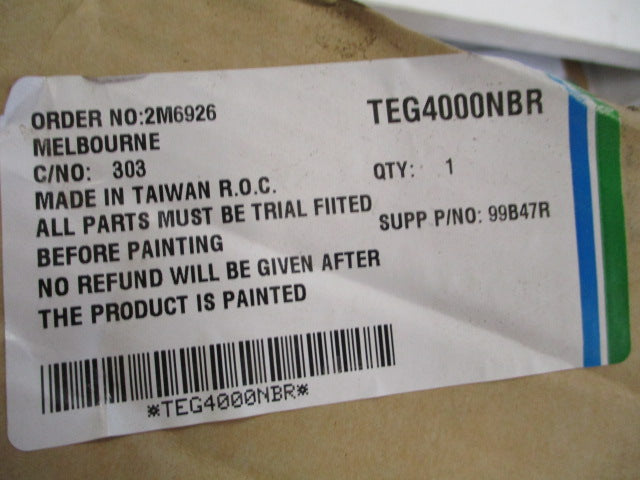 ORDER NO:2M6926
TEG4000NBR
MELBOURNE
C/NO: 303
QTY: 1
MADE IN TAIWAN R.O.C.
ALL PARTS MUST BE TRIAL FIITED
SUPP P/NO: 99B47R
BEFORE PAINTING
NO REFUND WILL BE GIVEN AFTER
THE PRODUCT IS PAINTED
*TEG4000NBR*